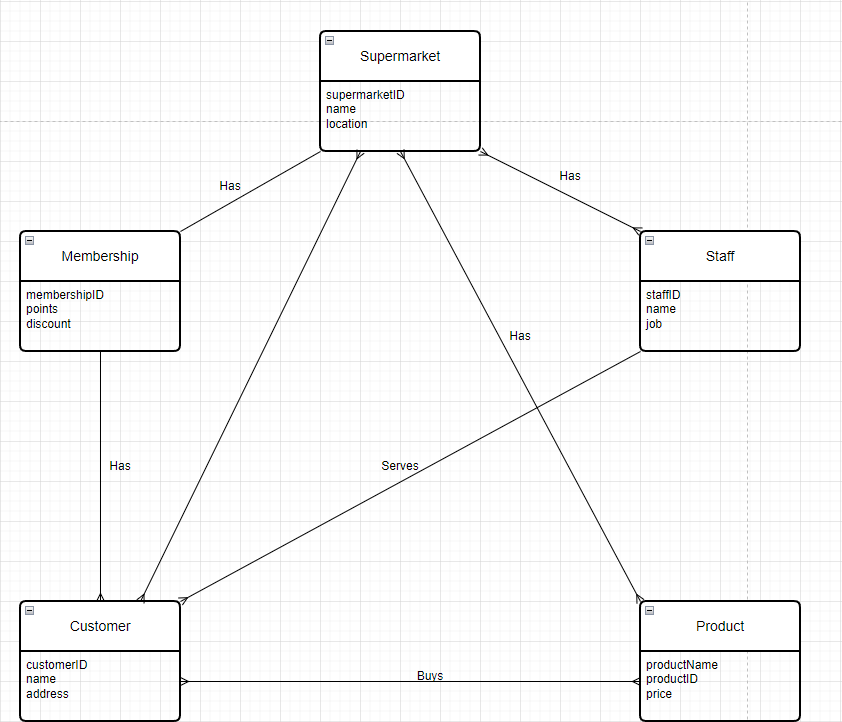 Supermarket
supermarketID
name
location
Has
Has
Membership
membershipID
points
discount
Staff
staffID
name
job
Has
Has
Serves
Customer
customerID
name
address
Buys
Product
productName
productID
price